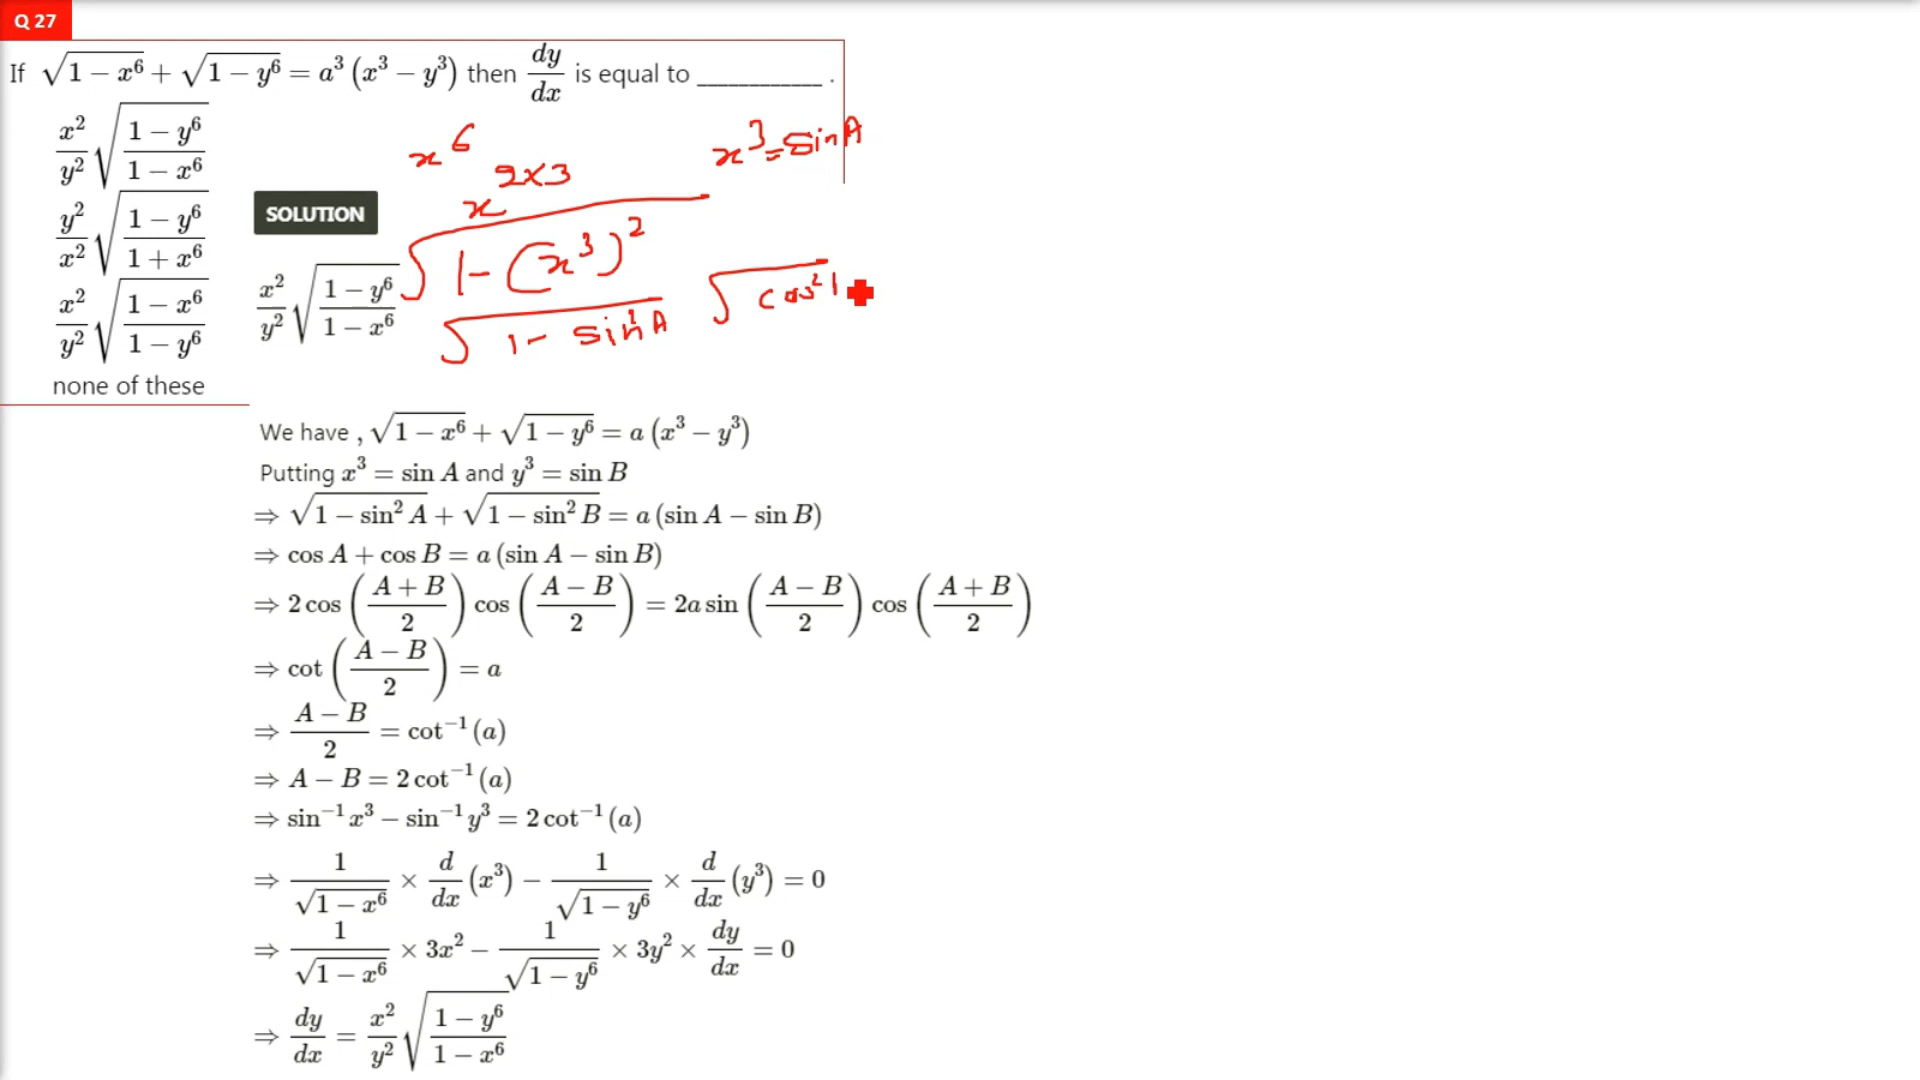 Q 27
If √(1 − x⁶) + √(1 − y⁶) = a³ (x³ − y³) then dy/dx is equal to ____________ .
x²/y² √((1 − y⁶)/(1 − x⁶))
y²/x² √((1 − y⁶)/(1 + x⁶))
x²/y² √((1 − x⁶)/(1 − y⁶))
none of these
x⁶
x^(2×3)
x³ = sin A
SOLUTION
√(1 − (x³)²)
x²/y² √((1 − y⁶)/(1 − x⁶))
√(1 − sin²A)
√(cos²
We have , √(1 − x⁶) + √(1 − y⁶) = a (x³ − y³)
Putting x³ = sin A and y³ = sin B
⇒ √(1 − sin² A) + √(1 − sin² B) = a (sin A − sin B)
⇒ cos A + cos B = a (sin A − sin B)
⇒ 2 cos ((A + B)/2) cos ((A − B)/2) = 2a sin ((A − B)/2) cos ((A + B)/2)
⇒ cot ((A − B)/2) = a
⇒ (A − B)/2 = cot⁻¹ (a)
⇒ A − B = 2 cot⁻¹ (a)
⇒ sin⁻¹ x³ − sin⁻¹ y³ = 2 cot⁻¹ (a)
⇒ 1/√(1 − x⁶) × d/dx (x³) − 1/√(1 − y⁶) × d/dx (y³) = 0
⇒ 1/√(1 − x⁶) × 3x² − 1/√(1 − y⁶) × 3y² × dy/dx = 0
⇒ dy/dx = x²/y² √((1 − y⁶)/(1 − x⁶))